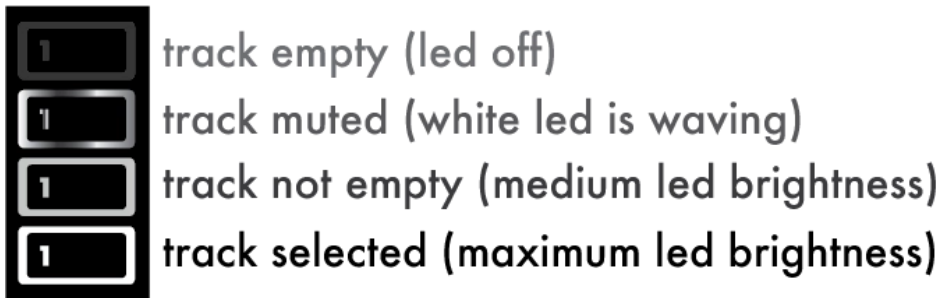 1 track empty (led off)
1 track muted (white led is waving)
1 track not empty (medium led brightness)
1 track selected (maximum led brightness)